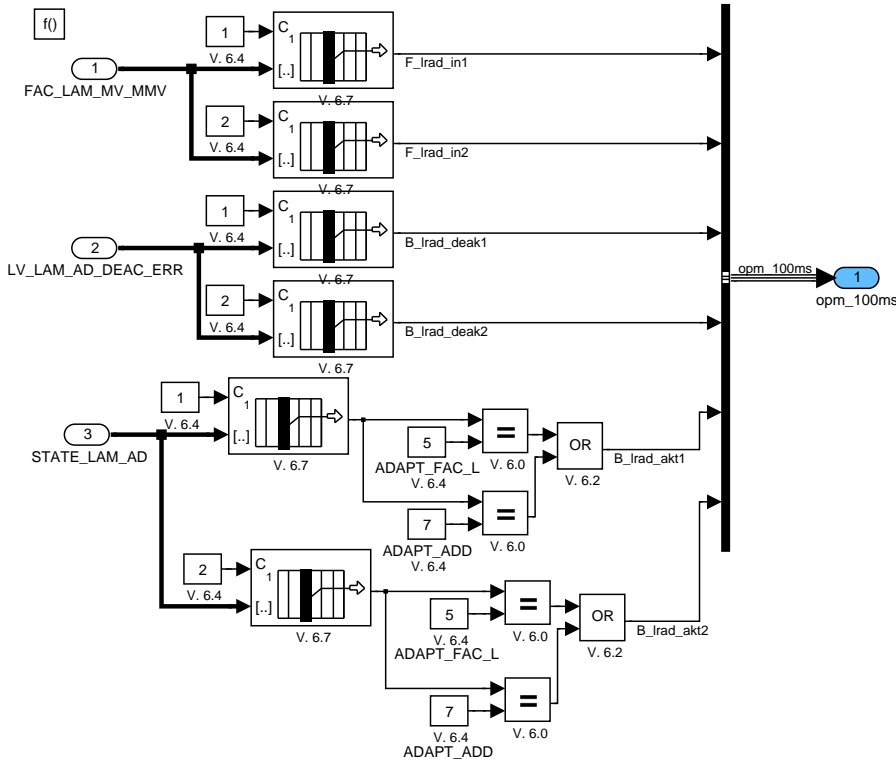 f()
1
V. 6.4
C
1
[..]
V. 6.7
F_lrad_in1
1
FAC_LAM_MV_MMV
2
V. 6.4
C
1
[..]
V. 6.7
F_lrad_in2
1
V. 6.4
C
1
[..]
V. 6.7
B_lrad_deak1
2
LV_LAM_AD_DEAC_ERR
2
V. 6.4
C
1
[..]
V. 6.7
B_lrad_deak2
opm_100ms
1
opm_100ms
1
V. 6.4
C
1
[..]
V. 6.7
3
STATE_LAM_AD
5
ADAPT_FAC_L
V. 6.4
=
V. 6.0
OR
V. 6.2
B_lrad_akt1
7
ADAPT_ADD
V. 6.4
=
V. 6.0
2
V. 6.4
C
1
[..]
V. 6.7
5
V. 6.4
ADAPT_FAC_L
=
V. 6.0
OR
V. 6.2
B_lrad_akt2
7
V. 6.4
ADAPT_ADD
=
V. 6.0